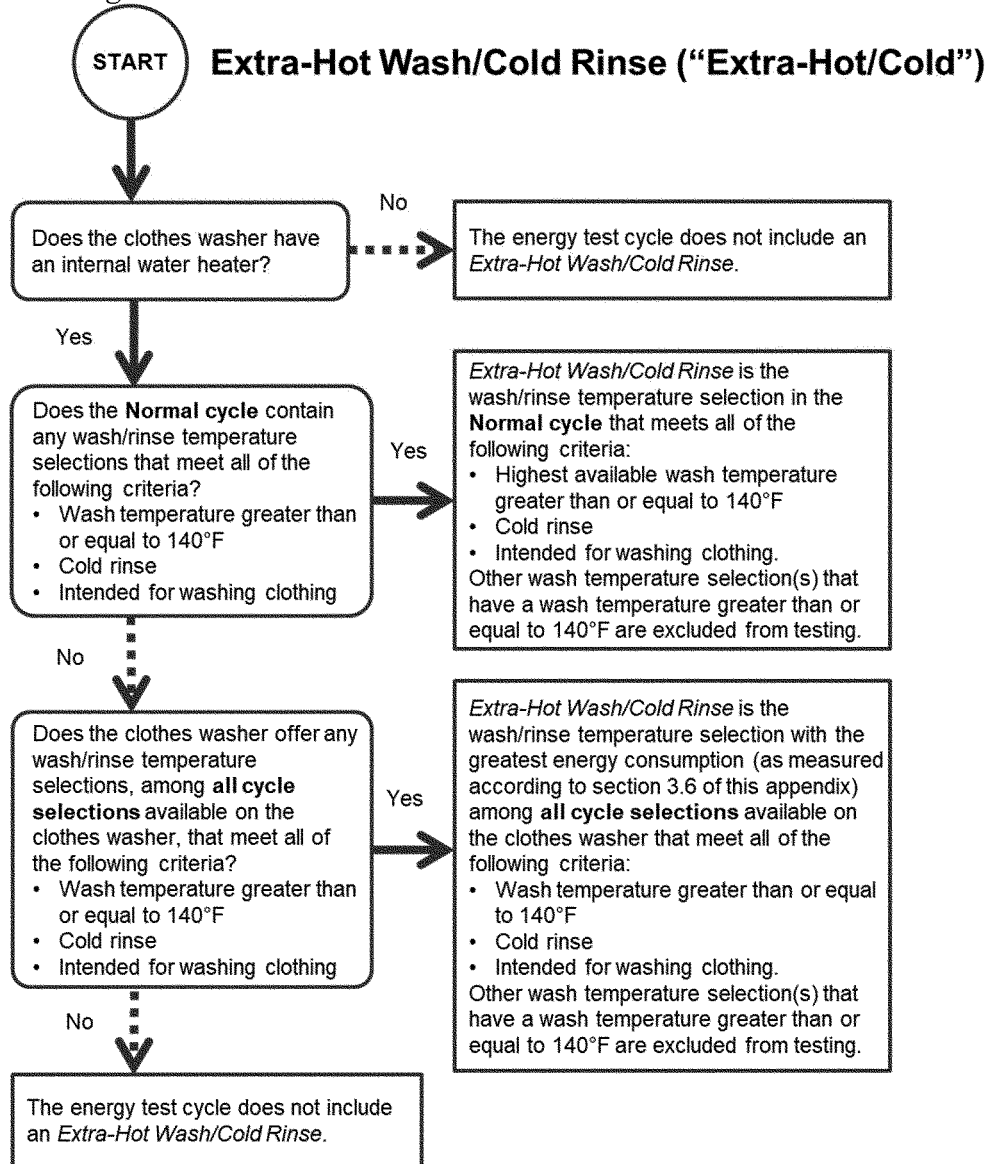 START
Extra-Hot Wash/Cold Rinse (“Extra-Hot/Cold”)
Does the clothes washer have
an internal water heater?
No
The energy test cycle does not include an
Extra-Hot Wash/Cold Rinse.
Yes
Does the Normal cycle contain
any wash/rinse temperature
selections that meet all of the
following criteria?
• Wash temperature greater than
or equal to 140°F
• Cold rinse
• Intended for washing clothing
Yes
Extra-Hot Wash/Cold Rinse is the
wash/rinse temperature selection in the
Normal cycle that meets all of the
following criteria:
• Highest available wash temperature
greater than or equal to 140°F
• Cold rinse
• Intended for washing clothing.
Other wash temperature selection(s) that
have a wash temperature greater than or
equal to 140°F are excluded from testing.
No
Does the clothes washer offer any
wash/rinse temperature
selections, among all cycle
selections available on the
clothes washer, that meet all of
the following criteria?
• Wash temperature greater than
or equal to 140°F
• Cold rinse
• Intended for washing clothing
Yes
Extra-Hot Wash/Cold Rinse is the
wash/rinse temperature selection with the
greatest energy consumption (as measured
according to section 3.6 of this appendix)
among all cycle selections available on
the clothes washer that meet all of the
following criteria:
• Wash temperature greater than or equal
to 140°F
• Cold rinse
• Intended for washing clothing.
Other wash temperature selection(s) that
have a wash temperature greater than or
equal to 140°F are excluded from testing.
No
The energy test cycle does not include
an Extra-Hot Wash/Cold Rinse.